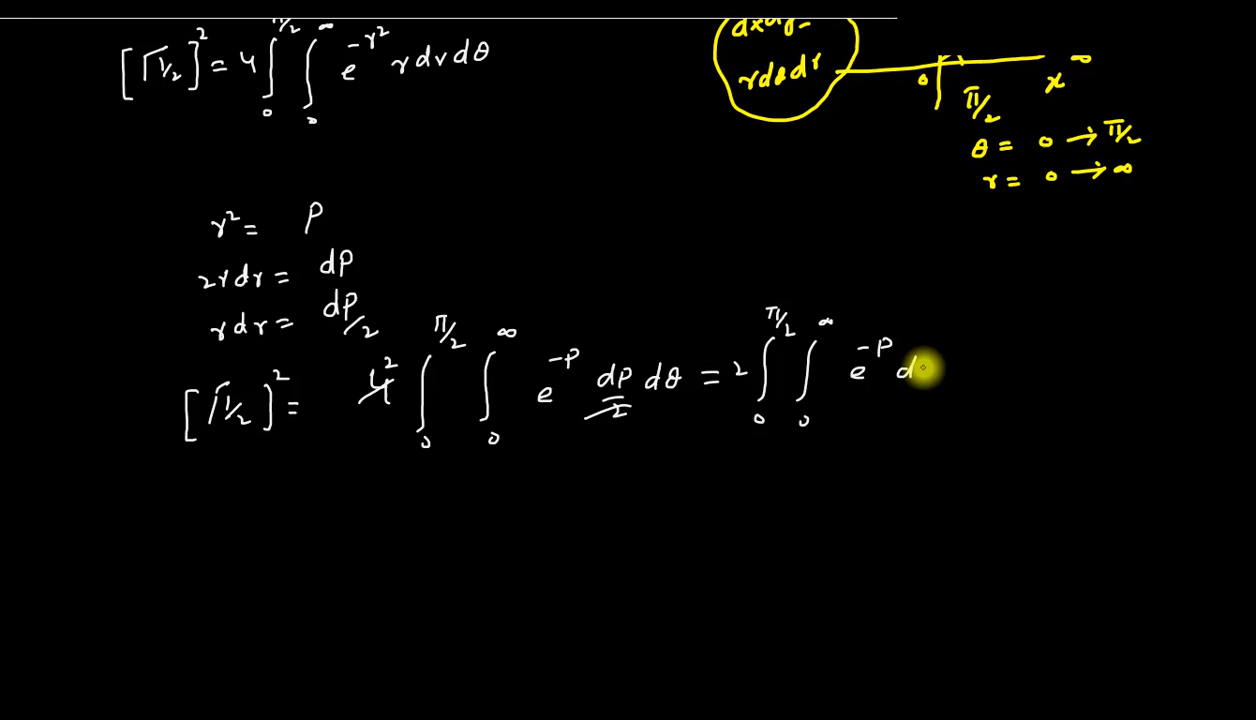 [Γ1/2]² = 4 ∫₀^π/2 ∫₀^∞ e^-r² r dr dθ
dxdy =
rdθdr
0 x ∞
π/2
θ = 0 → π/2
r = 0 → ∞
r² = P
2rdr = dP
rdr = dP/2
[Γ1/2]² = 4 2 ∫₀^π/2 ∫₀^∞ e^-P dP/2 dθ = 2 ∫₀^π/2 ∫₀^∞ e^-P d